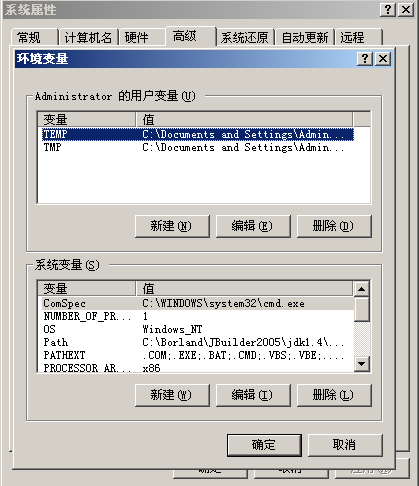 系统属性
常规 计算机名 硬件 高级 系统还原 自动更新 远程
环境变量
Administrator 的用户变量(U)
变量 值
TEMP C:\Documents and Settings\Admin...
TMP C:\Documents and Settings\Admin...
新建(N) 编辑(E) 删除(D)
系统变量(S)
变量 值
ComSpec C:\WINDOWS\system32\cmd.exe
NUMBER_OF_PR... 1
OS Windows_NT
Path C:\Borland\JBuilder2005\jdk1.4/...
PATHEXT .COM;.EXE;.BAT;.CMD;.VBS;.VBE;....
PROCESSOR_AR... x86
新建(W) 编辑(I) 删除(L)
确定 取消